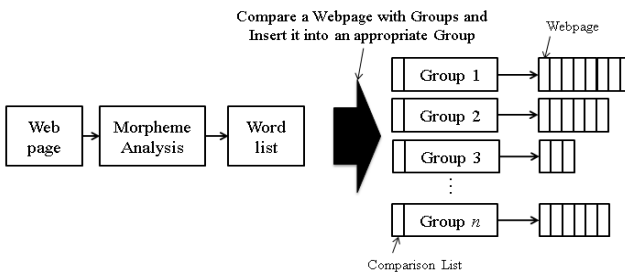 Compare a Webpage with Groups and
Insert it into an appropriate Group
Webpage
Web
page
Morpheme
Analysis
Word
list
Group 1
Group 2
Group 3
⋮
Group n
Comparison List